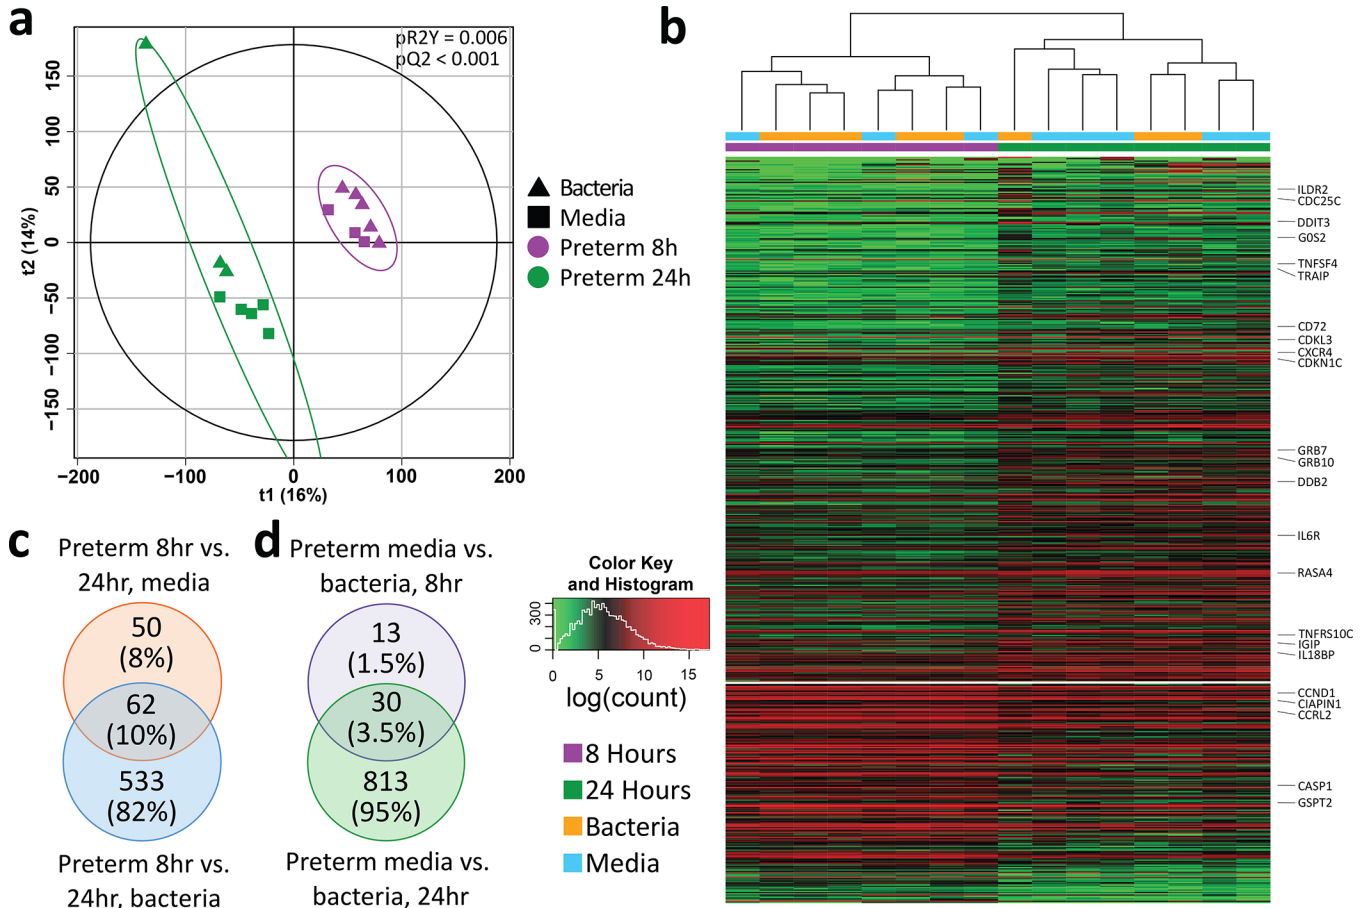 a
pR2Y = 0.006
pQ2 < 0.001
150
100
50
0
−50
−100
−150
t2 (14%)
−200
−100
0
100
200
t1 (16%)
Bacteria
Media
Preterm 8h
Preterm 24h
b
ILDR2
CDC25C
DDIT3
G0S2
TNFSF4
TRAIP
CD72
CDKL3
CXCR4
CDKN1C
GRB7
GRB10
DDB2
IL6R
RASA4
TNFRS10C
IGIP
IL18BP
CCND1
CIAPIN1
CCRL2
CASP1
GSPT2
c
Preterm 8hr vs.
24hr, media
50
(8%)
62
(10%)
533
(82%)
Preterm 8hr vs.
24hr, bacteria
d
Preterm media vs.
bacteria, 8hr
13
(1.5%)
30
(3.5%)
813
(95%)
Preterm media vs.
bacteria, 24hr
Color Key
and Histogram
300
0
0
5
10
15
log(count)
8 Hours
24 Hours
Bacteria
Media